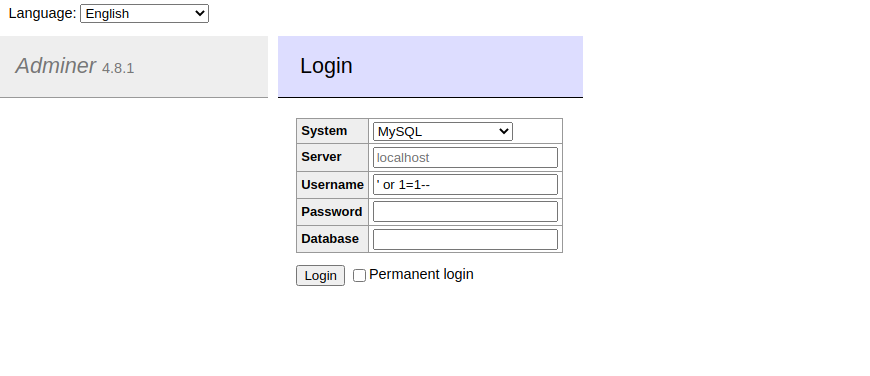 Language: English
Adminer 4.8.1
Login
System MySQL
Server localhost
Username ' or 1=1--
Password
Database
Login Permanent login